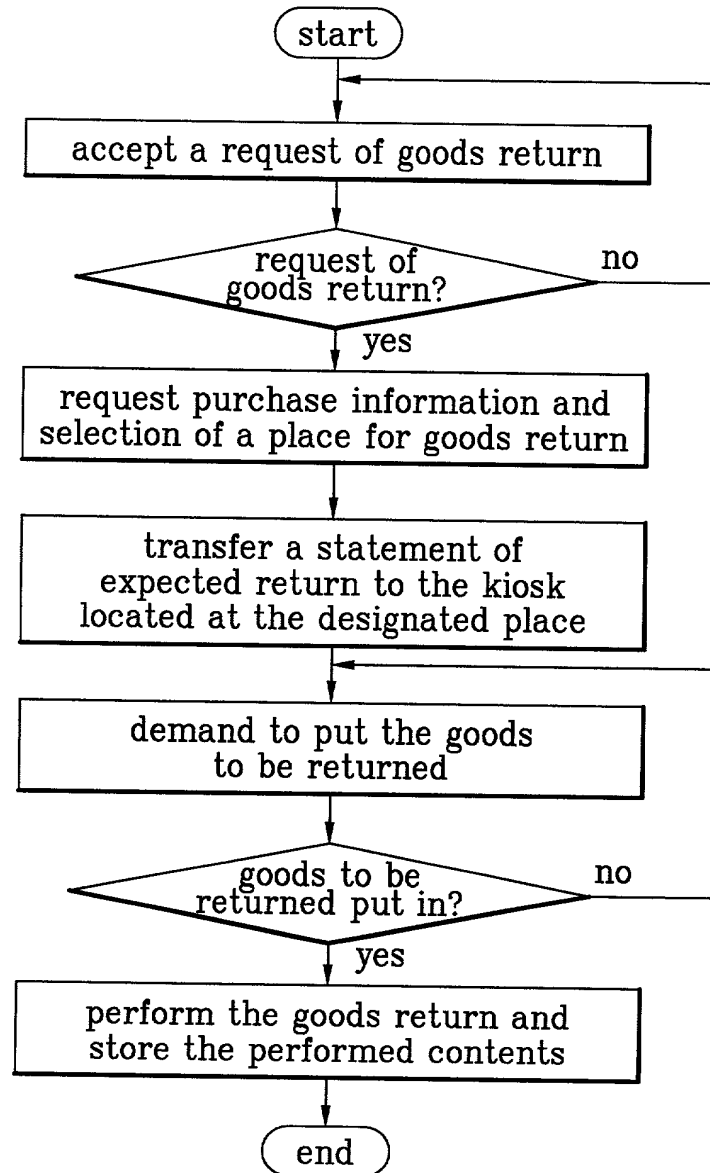 start
accept a request of goods return
request of
goods return?
no
yes
request purchase information and
selection of a place for goods return
transfer a statement of
expected return to the kiosk
located at the designated place
demand to put the goods
to be returned
goods to be
returned put in?
no
yes
perform the goods return and
store the performed contents
end